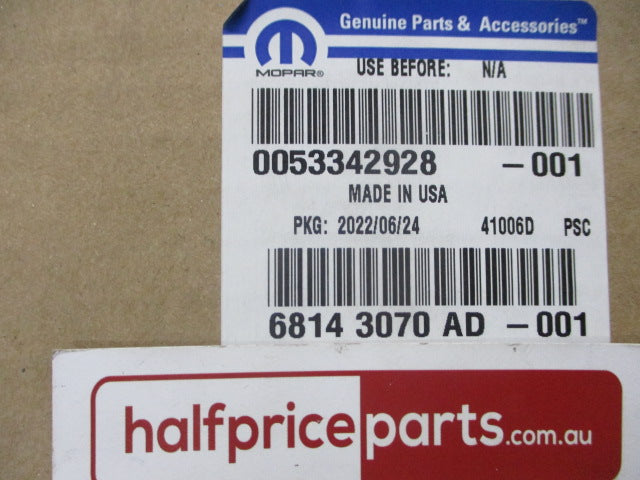 Genuine Parts & Accessories™
MOPAR®
USE BEFORE: N/A
0053342928 -001
MADE IN USA
PKG: 2022/06/24 41006D PSC
6814 3070 AD -001
halfpriceparts.com.au